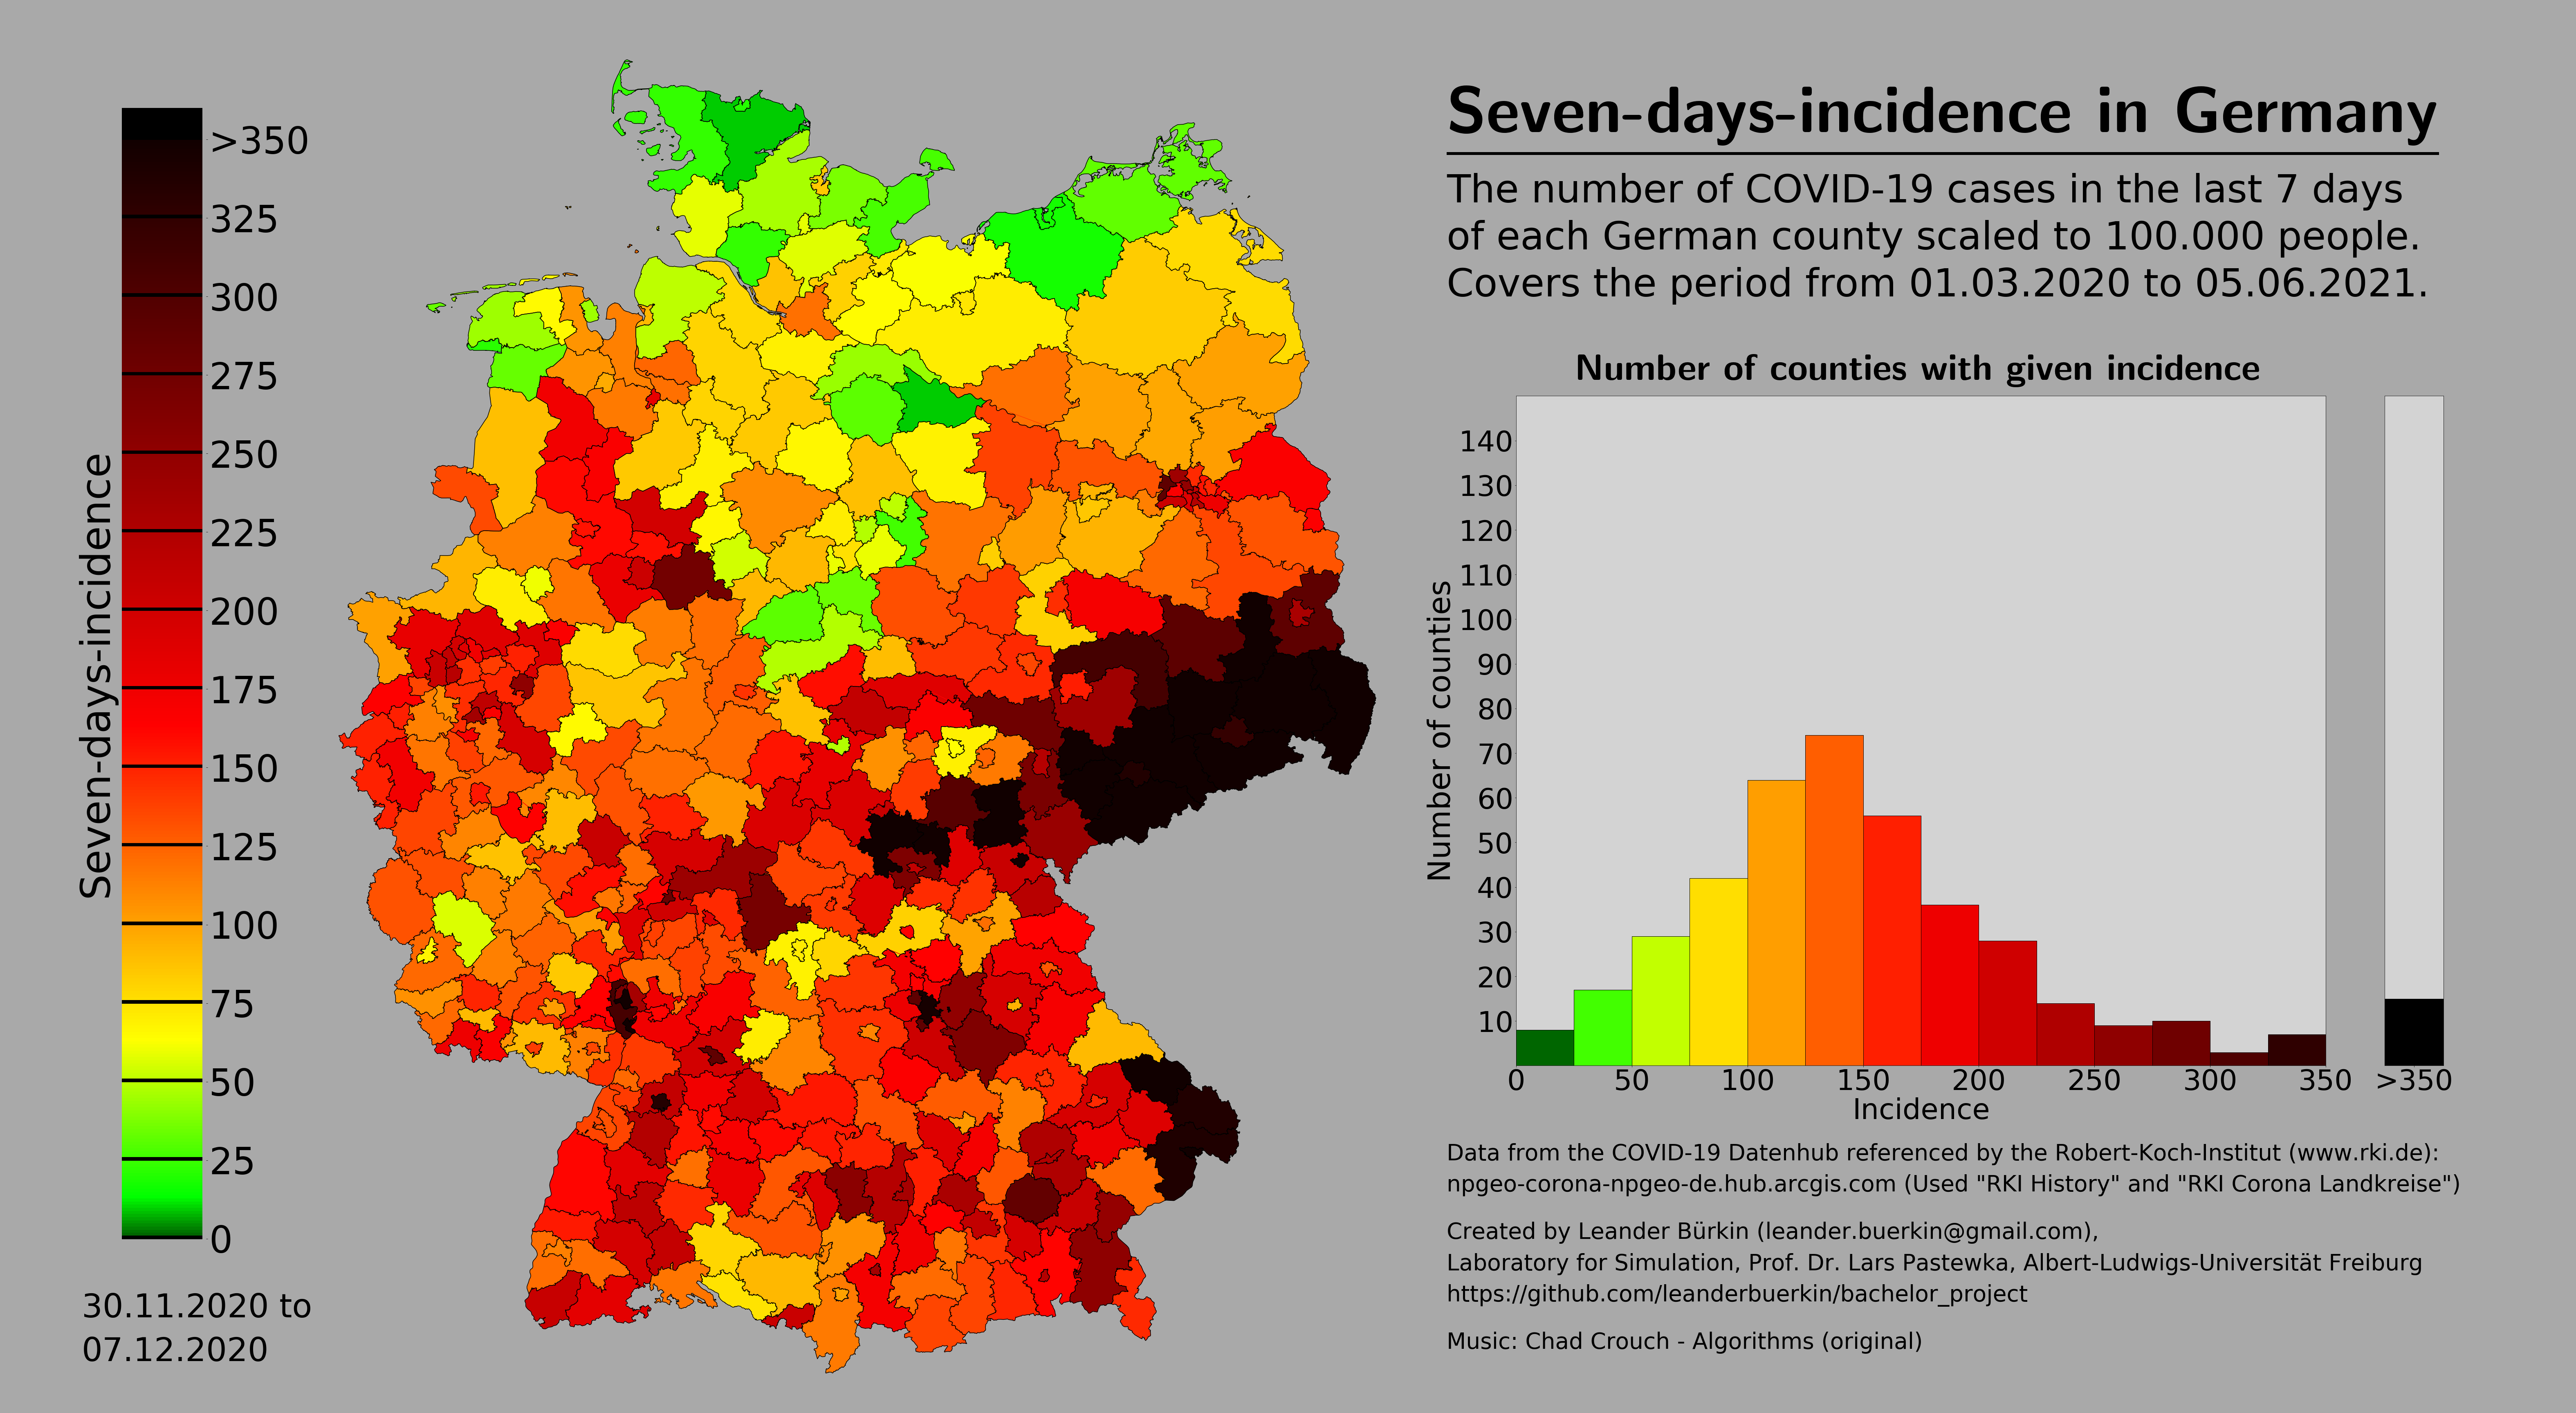 Seven-days-incidence in Germany
The number of COVID-19 cases in the last 7 days
of each German county scaled to 100.000 people.
Covers the period from 01.03.2020 to 05.06.2021.
Seven-days-incidence
>350
325
300
275
250
225
200
175
150
125
100
75
50
25
0
30.11.2020 to
07.12.2020
Number of counties with given incidence
Number of counties
140
130
120
110
100
90
80
70
60
50
40
30
20
10
0 50 100 150 200 250 300 350 >350
Incidence
Data from the COVID-19 Datenhub referenced by the Robert-Koch-Institut (www.rki.de):
npgeo-corona-npgeo-de.hub.arcgis.com (Used "RKI History" and "RKI Corona Landkreise")
Created by Leander Bürkin (leander.buerkin@gmail.com),
Laboratory for Simulation, Prof. Dr. Lars Pastewka, Albert-Ludwigs-Universität Freiburg
https://github.com/leanderbuerkin/bachelor_project
Music: Chad Crouch - Algorithms (original)